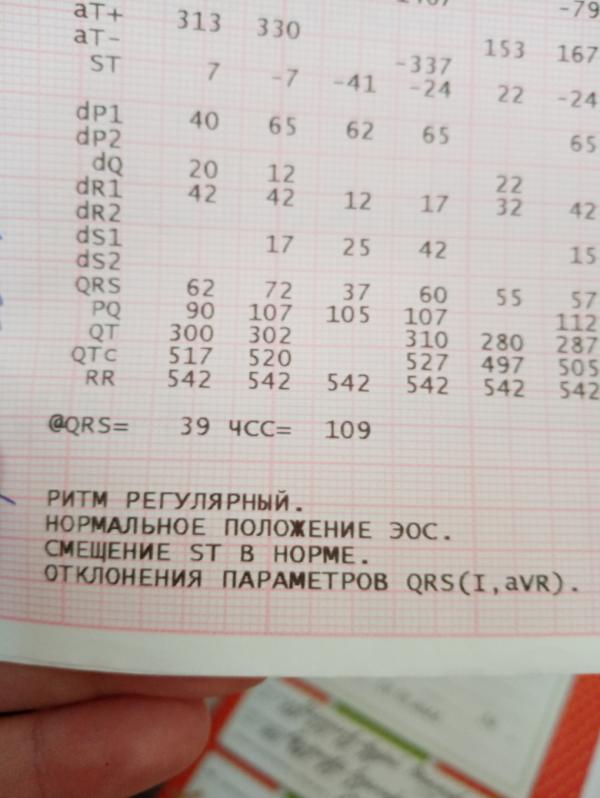 -79
aT+ 313 330
aT- 153 167
ST 7 -7 -41 -337
-24 22 -24
dP1 40 65 62 65
dP2 65
dQ 20 12 22
dR1 42 42 12 17 32 42
dR2
dS1 17 25 42 15
dS2
QRS 62 72 37 60 55 57
PQ 90 107 105 107 112
QT 300 302 310 280 287
QTc 517 520 527 497 505
RR 542 542 542 542 542 542
@QRS= 39 ЧСС= 109
РИТМ РЕГУЛЯРНЫЙ.
НОРМАЛЬНОЕ ПОЛОЖЕНИЕ ЭОС.
СМЕЩЕНИЕ ST В НОРМЕ.
ОТКЛОНЕНИЯ ПАРАМЕТРОВ QRS(I,aVR).